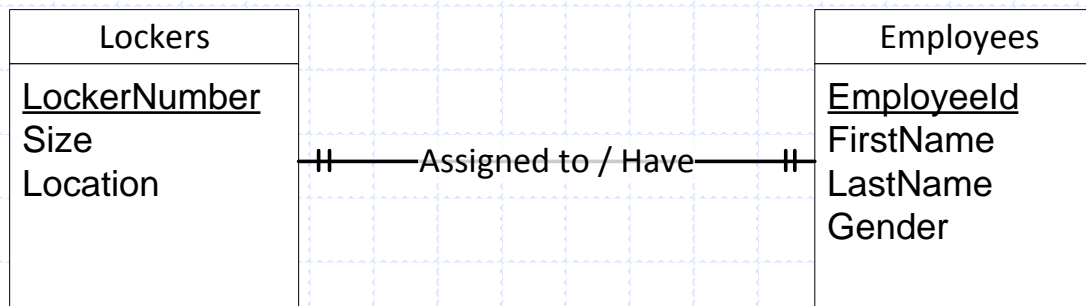 Lockers
LockerNumber
Size
Location
Assigned to / Have
Employees
EmployeeId
FirstName
LastName
Gender